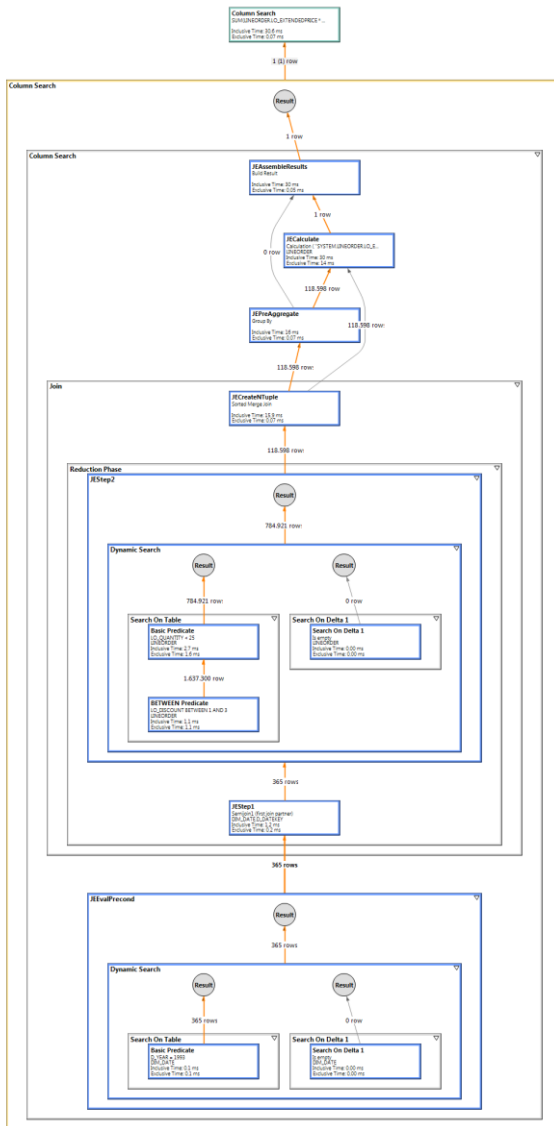 Column Search
SUM(LINEORDER.LO_EXTENDEDPRICE * ...
Inclusive Time: 30.6 ms
Exclusive Time: 0.07 ms
1 (1) row
Column Search
Result
1 row
Column Search
JEAssembleResults
Build Result
Inclusive Time: 30 ms
Exclusive Time: 0.05 ms
1 row
0 row
JECalculate
Calculation ( "SYSTEM:LINEORDER.LO_E...
LINEORDER
Inclusive Time: 30 ms
Exclusive Time: 14 ms
118.598 row
118.598 row:
JEPreAggregate
Group By
Inclusive Time: 16 ms
Exclusive Time: 0.07 ms
118.598 row:
Join
JECreateNTuple
Sorted Merge Join
Inclusive Time: 15.9 ms
Exclusive Time: 0.07 ms
118.598 row
Reduction Phase
JEStep2
Result
784.921 row:
Dynamic Search
Result
Result
784.921 row:
0 row
Search On Table
Search On Delta 1
Basic Predicate
LO_QUANTITY < 25
LINEORDER
Inclusive Time: 2.7 ms
Exclusive Time: 1.6 ms
Search On Delta 1
Is empty
LINEORDER
Inclusive Time: 0.00 ms
Exclusive Time: 0.00 ms
1.637.300 row
BETWEEN Predicate
LO_DISCOUNT BETWEEN 1 AND 3
LINEORDER
Inclusive Time: 1.1 ms
Exclusive Time: 1.1 ms
365 rows
JEStep1
Semijoin1 (first join partner)
DIM_DATE.D_DATEKEY
Inclusive Time: 1.2 ms
Exclusive Time: 0.2 ms
365 rows
JEEvalPrecond
Result
365 rows
Dynamic Search
Result
Result
365 rows
0 row
Search On Table
Search On Delta 1
Basic Predicate
D_YEAR = 1993
DIM_DATE
Inclusive Time: 0.1 ms
Exclusive Time: 0.1 ms
Search On Delta 1
Is empty
DIM_DATE
Inclusive Time: 0.00 ms
Exclusive Time: 0.00 ms